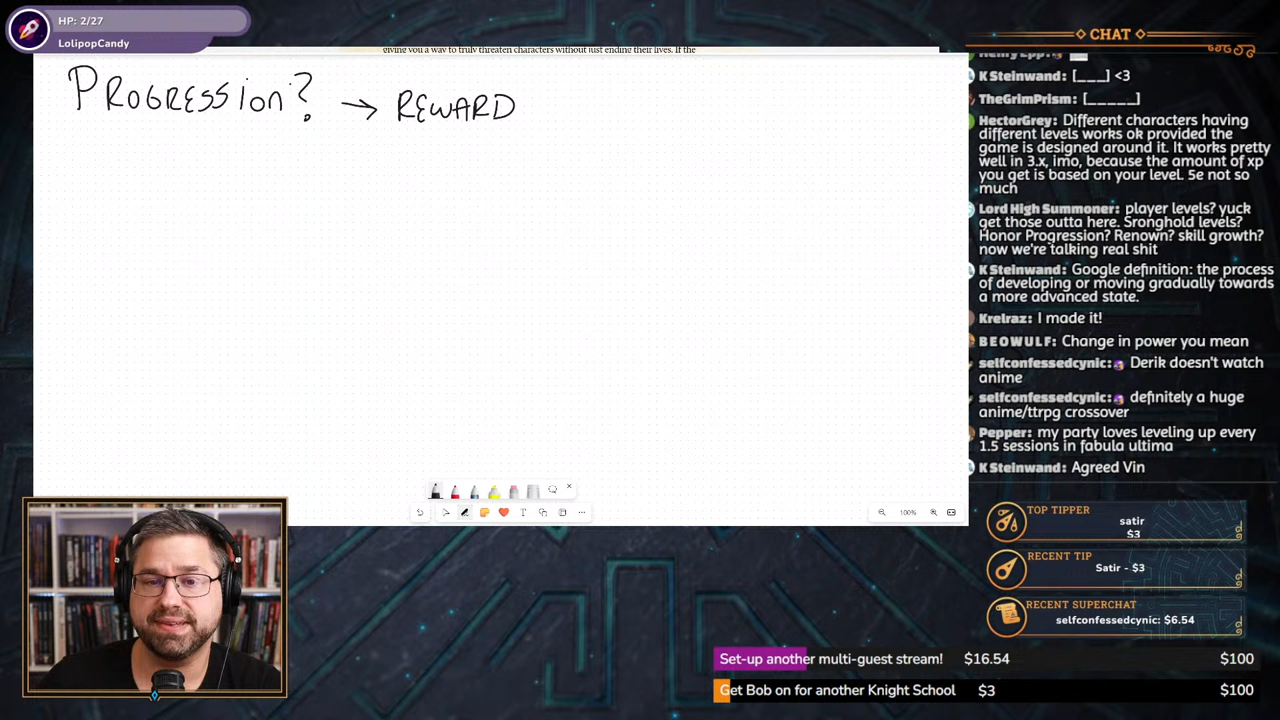 HP: 2/27
LolipopCandy
giving you a way to truly threaten characters without just ending their lives. If the
PROGRESSION? → REWARD
CHAT
K Steinwand: [___] <3
TheGrimPrism: [_____]
HectorGrey: Different characters having
different levels works ok provided the
game is designed around it. It works pretty
well in 3.x, imo, because the amount of xp
you get is based on your level. 5e not so
much
Lord High Summoner: player levels? yuck
get those outta here. Sronghold levels?
Honor Progression? Renown? skill growth?
now we're talking real shit
K Steinwand: Google definition: the process
of developing or moving gradually towards
a more advanced state.
Krelraz: I made it!
BEOWULF: Change in power you mean
selfconfessedcynic: Derik doesn't watch
anime
selfconfessedcynic: definitely a huge
anime/ttrpg crossover
Pepper: my party loves leveling up every
1.5 sessions in fabula ultima
K Steinwand: Agreed Vin
100%
TOP TIPPER
satir
$3
RECENT TIP
Satir - $3
RECENT SUPERCHAT
selfconfessedcynic: $6.54
Set-up another multi-guest stream! $16.54 $100
Get Bob on for another Knight School $3 $100